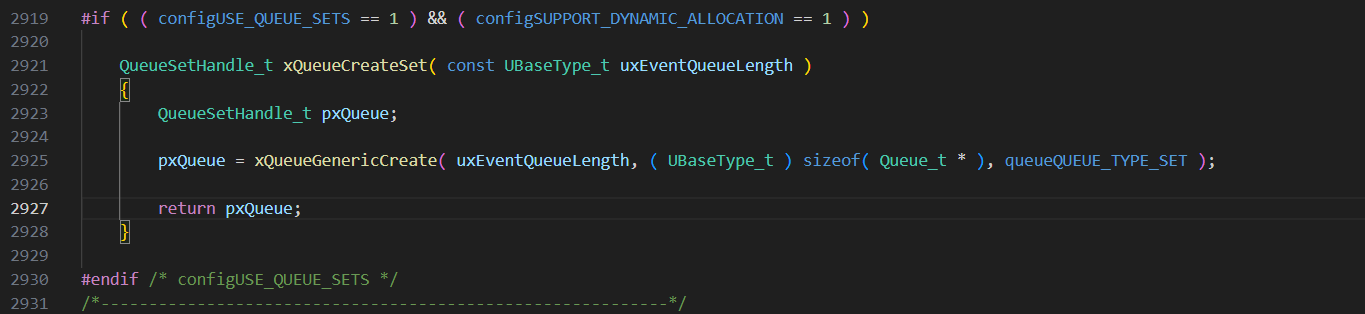 2919 #if ( ( configUSE_QUEUE_SETS == 1 ) && ( configSUPPORT_DYNAMIC_ALLOCATION == 1 ) )
2920
2921     QueueSetHandle_t xQueueCreateSet( const UBaseType_t uxEventQueueLength )
2922     {
2923         QueueSetHandle_t pxQueue;
2924
2925         pxQueue = xQueueGenericCreate( uxEventQueueLength, ( UBaseType_t ) sizeof( Queue_t * ), queueQUEUE_TYPE_SET );
2926
2927         return pxQueue;
2928     }
2929
2930 #endif /* configUSE_QUEUE_SETS */
2931 /*-----------------------------------------------------------*/